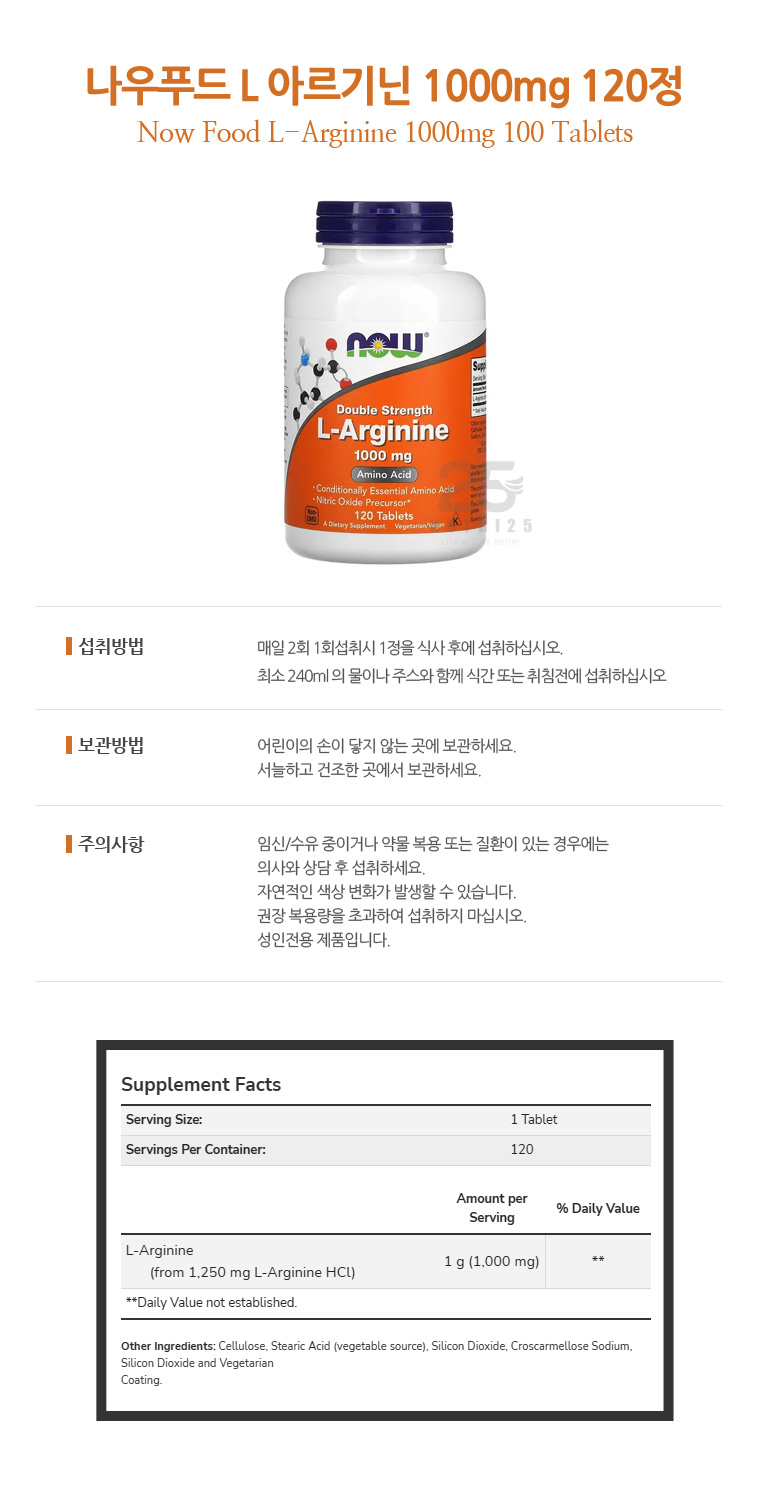 나우푸드 L 아르기닌 1000mg 120정
Now Food L-Arginine 1000mg 100 Tablets
NOW®
Double Strength
L-Arginine
1000 mg
Amino Acid
• Conditionally Essential Amino Acid
• Nitric Oxide Precursor*
Non-GMO
120 Tablets
A Dietary Supplement Vegetarian/Vegan
K
25
섭취방법
매일 2회 1회섭취시 1정을 식사 후에 섭취하십시오.
최소 240ml 의 물이나 주스와 함께 식간 또는 취침전에 섭취하십시오
보관방법
어린이의 손이 닿지 않는 곳에 보관하세요.
서늘하고 건조한 곳에서 보관하세요.
주의사항
임신/수유 중이거나 약물 복용 또는 질환이 있는 경우에는
의사와 상담 후 섭취하세요.
자연적인 색상 변화가 발생할 수 있습니다.
권장 복용량을 초과하여 섭취하지 마십시오.
성인전용 제품입니다.
Supplement Facts
Serving Size: 1 Tablet
Servings Per Container: 120
Amount per
Serving
% Daily Value
L-Arginine
(from 1,250 mg L-Arginine HCl)
1 g (1,000 mg)
**
**Daily Value not established.
Other Ingredients: Cellulose, Stearic Acid (vegetable source), Silicon Dioxide, Croscarmellose Sodium,
Silicon Dioxide and Vegetarian
Coating.